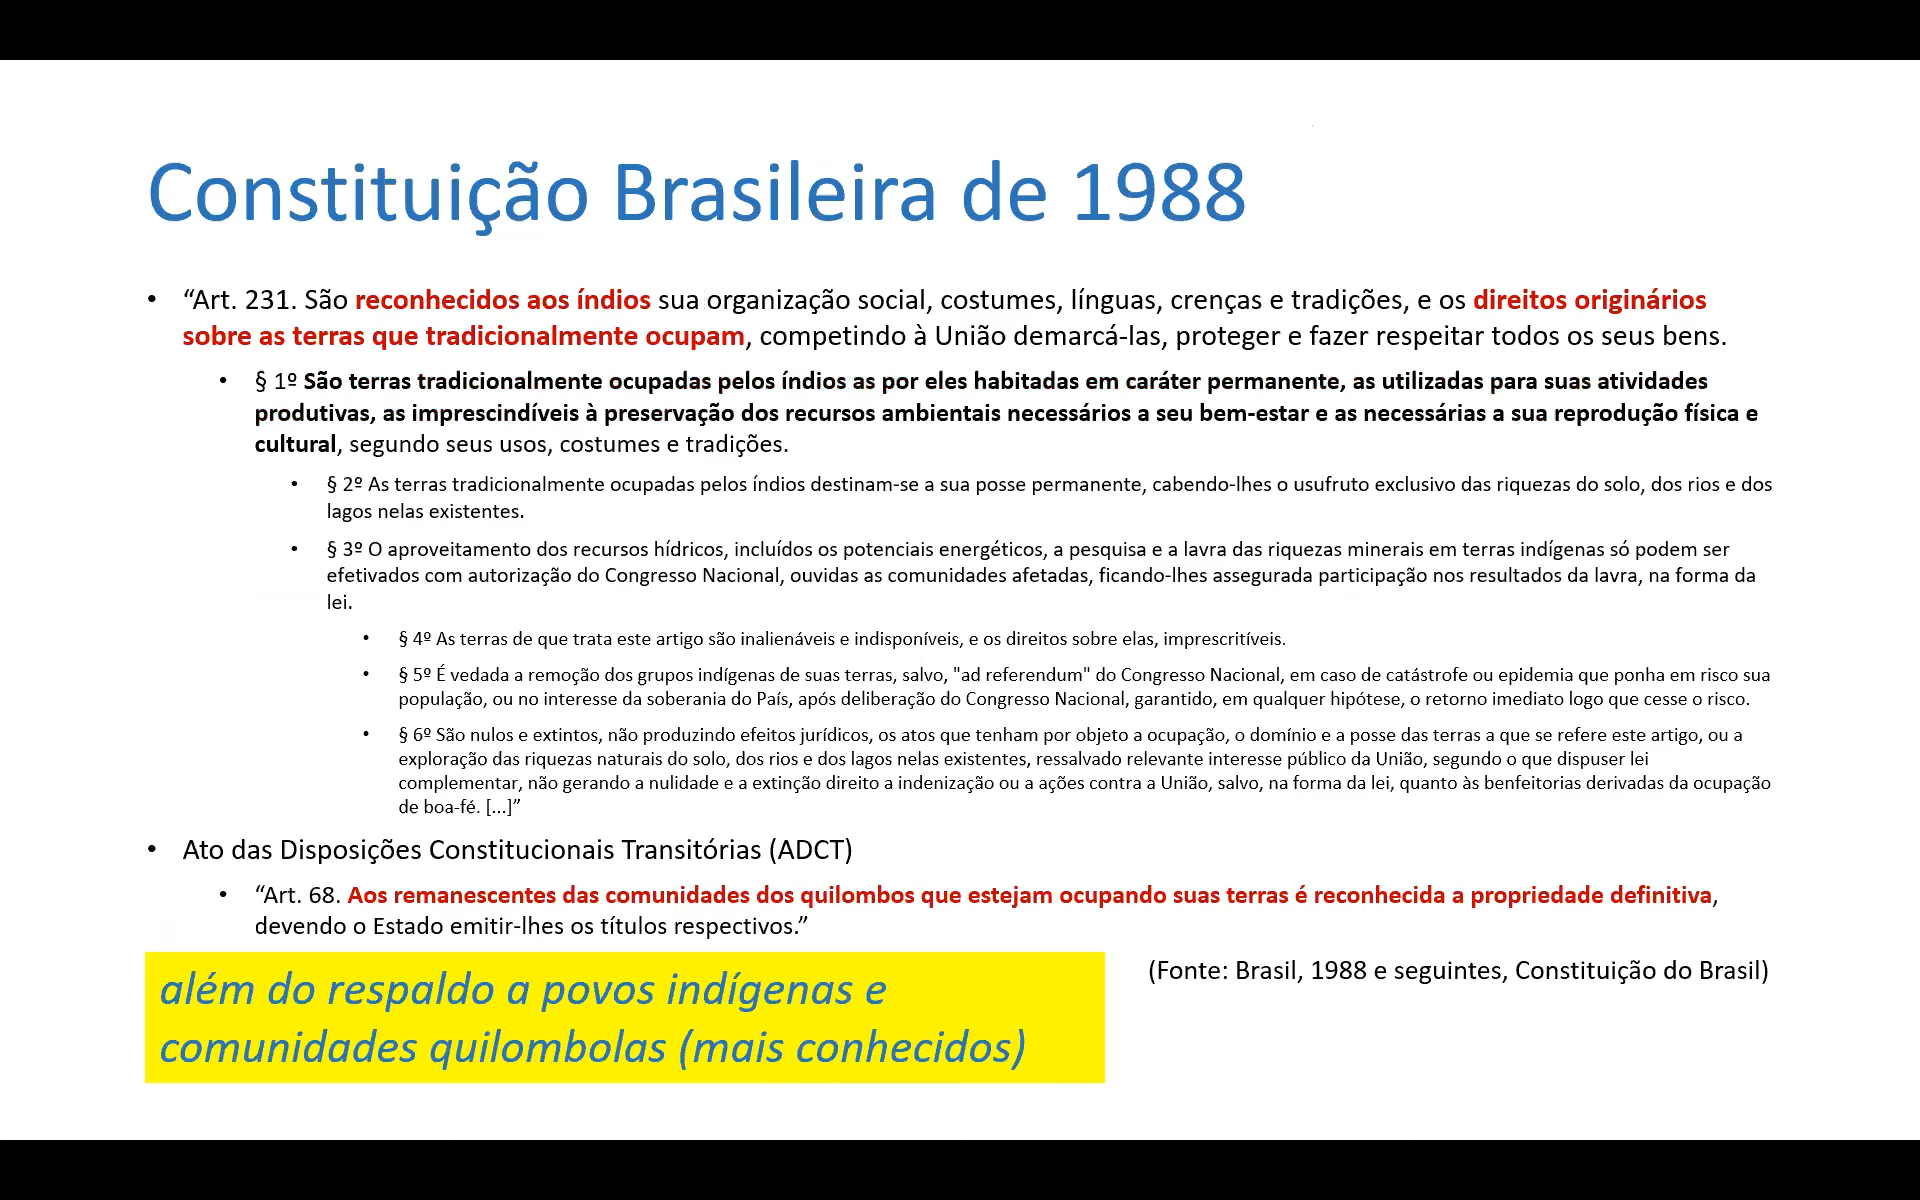 Constituição Brasileira de 1988
• “Art. 231. São reconhecidos aos índios sua organização social, costumes, línguas, crenças e tradições, e os direitos originários
sobre as terras que tradicionalmente ocupam, competindo à União demarcá-las, proteger e fazer respeitar todos os seus bens.
• § 1º São terras tradicionalmente ocupadas pelos índios as por eles habitadas em caráter permanente, as utilizadas para suas atividades
produtivas, as imprescindíveis à preservação dos recursos ambientais necessários a seu bem-estar e as necessárias a sua reprodução física e
cultural, segundo seus usos, costumes e tradições.
• § 2º As terras tradicionalmente ocupadas pelos índios destinam-se a sua posse permanente, cabendo-lhes o usufruto exclusivo das riquezas do solo, dos rios e dos
lagos nelas existentes.
• § 3º O aproveitamento dos recursos hídricos, incluídos os potenciais energéticos, a pesquisa e a lavra das riquezas minerais em terras indígenas só podem ser
efetivados com autorização do Congresso Nacional, ouvidas as comunidades afetadas, ficando-lhes assegurada participação nos resultados da lavra, na forma da
lei.
• § 4º As terras de que trata este artigo são inalienáveis e indisponíveis, e os direitos sobre elas, imprescritíveis.
• § 5º É vedada a remoção dos grupos indígenas de suas terras, salvo, "ad referendum" do Congresso Nacional, em caso de catástrofe ou epidemia que ponha em risco sua
população, ou no interesse da soberania do País, após deliberação do Congresso Nacional, garantido, em qualquer hipótese, o retorno imediato logo que cesse o risco.
• § 6º São nulos e extintos, não produzindo efeitos jurídicos, os atos que tenham por objeto a ocupação, o domínio e a posse das terras a que se refere este artigo, ou a
exploração das riquezas naturais do solo, dos rios e dos lagos nelas existentes, ressalvado relevante interesse público da União, segundo o que dispuser lei
complementar, não gerando a nulidade e a extinção direito a indenização ou a ações contra a União, salvo, na forma da lei, quanto às benfeitorias derivadas da ocupação
de boa-fé. [...]”
• Ato das Disposições Constitucionais Transitórias (ADCT)
• “Art. 68. Aos remanescentes das comunidades dos quilombos que estejam ocupando suas terras é reconhecida a propriedade definitiva,
devendo o Estado emitir-lhes os títulos respectivos.”
(Fonte: Brasil, 1988 e seguintes, Constituição do Brasil)
além do respaldo a povos indígenas e
comunidades quilombolas (mais conhecidos)